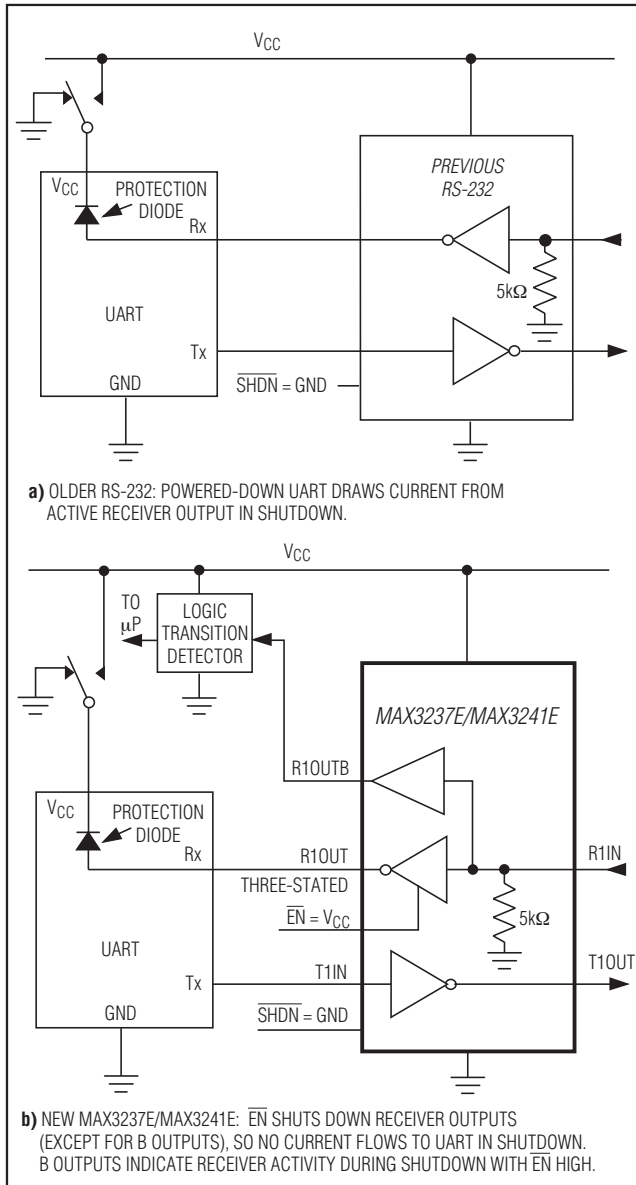 VCC
PREVIOUS
RS-232
VCC
PROTECTION
DIODE
Rx
5kΩ
UART
Tx
SHDN = GND
GND
a) OLDER RS-232: POWERED-DOWN UART DRAWS CURRENT FROM
ACTIVE RECEIVER OUTPUT IN SHUTDOWN.
VCC
TO
μP
LOGIC
TRANSITION
DETECTOR
MAX3237E/MAX3241E
R1OUTB
VCC
PROTECTION
DIODE
Rx
R1OUT
R1IN
THREE-STATED
5kΩ
EN = VCC
UART
Tx
T1IN
T1OUT
GND
SHDN = GND
b) NEW MAX3237E/MAX3241E: EN SHUTS DOWN RECEIVER OUTPUTS
(EXCEPT FOR B OUTPUTS), SO NO CURRENT FLOWS TO UART IN SHUTDOWN.
B OUTPUTS INDICATE RECEIVER ACTIVITY DURING SHUTDOWN WITH EN HIGH.